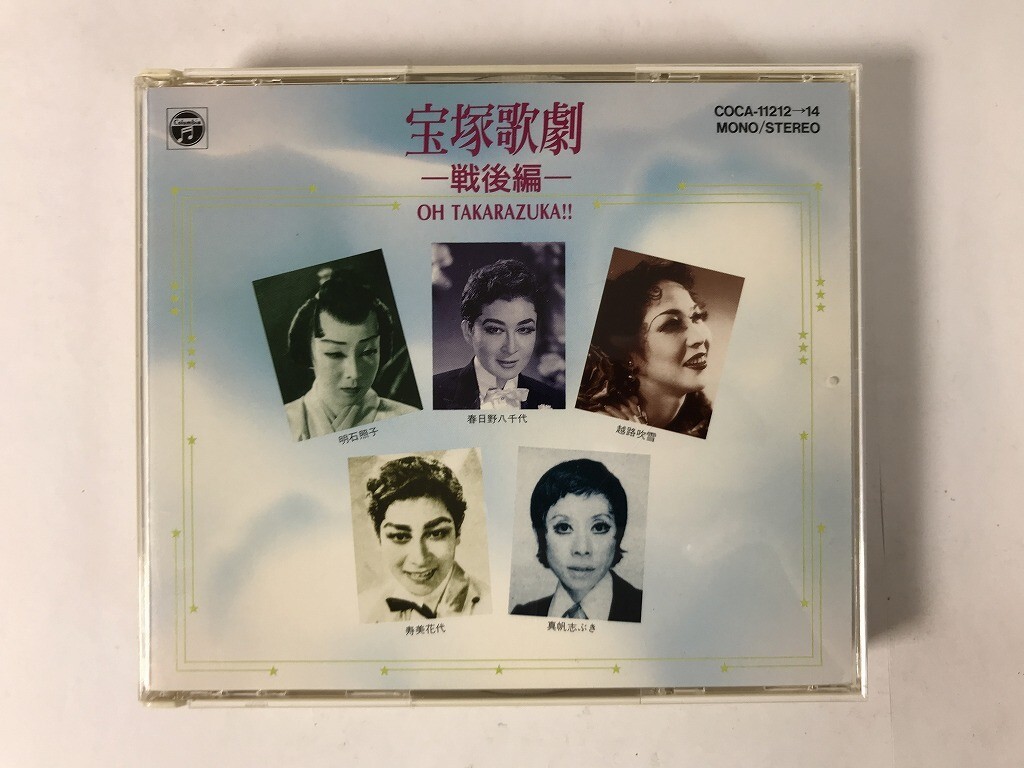 Columbia
宝塚歌劇
―戦後編―
OH TAKARAZUKA!!
COCA-11212→14
MONO/STEREO
明石照子
春日野八千代
越路吹雪
寿美花代
真帆志ぶき